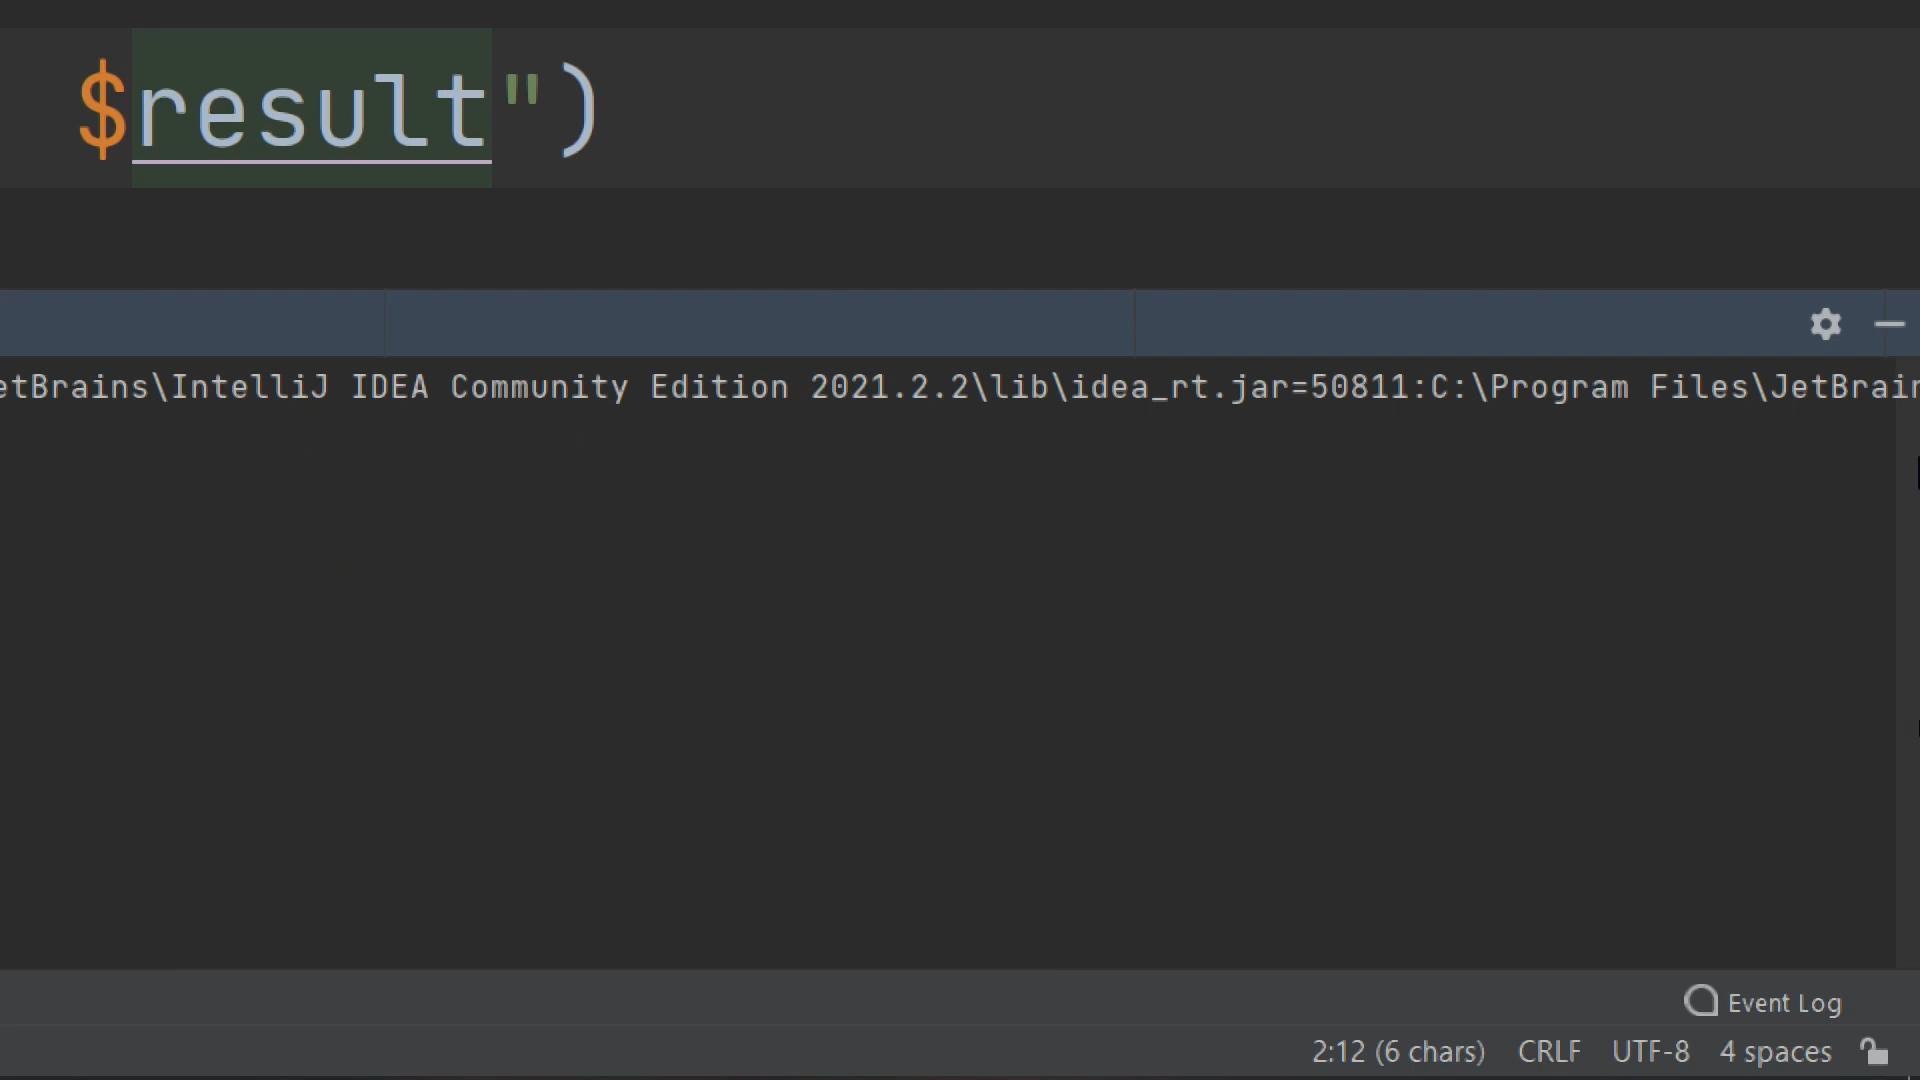 $result")
etBrains\IntelliJ IDEA Community Edition 2021.2.2\lib\idea_rt.jar=50811:C:\Program Files\JetBrain
Event Log
2:12 (6 chars) CRLF UTF-8 4 spaces